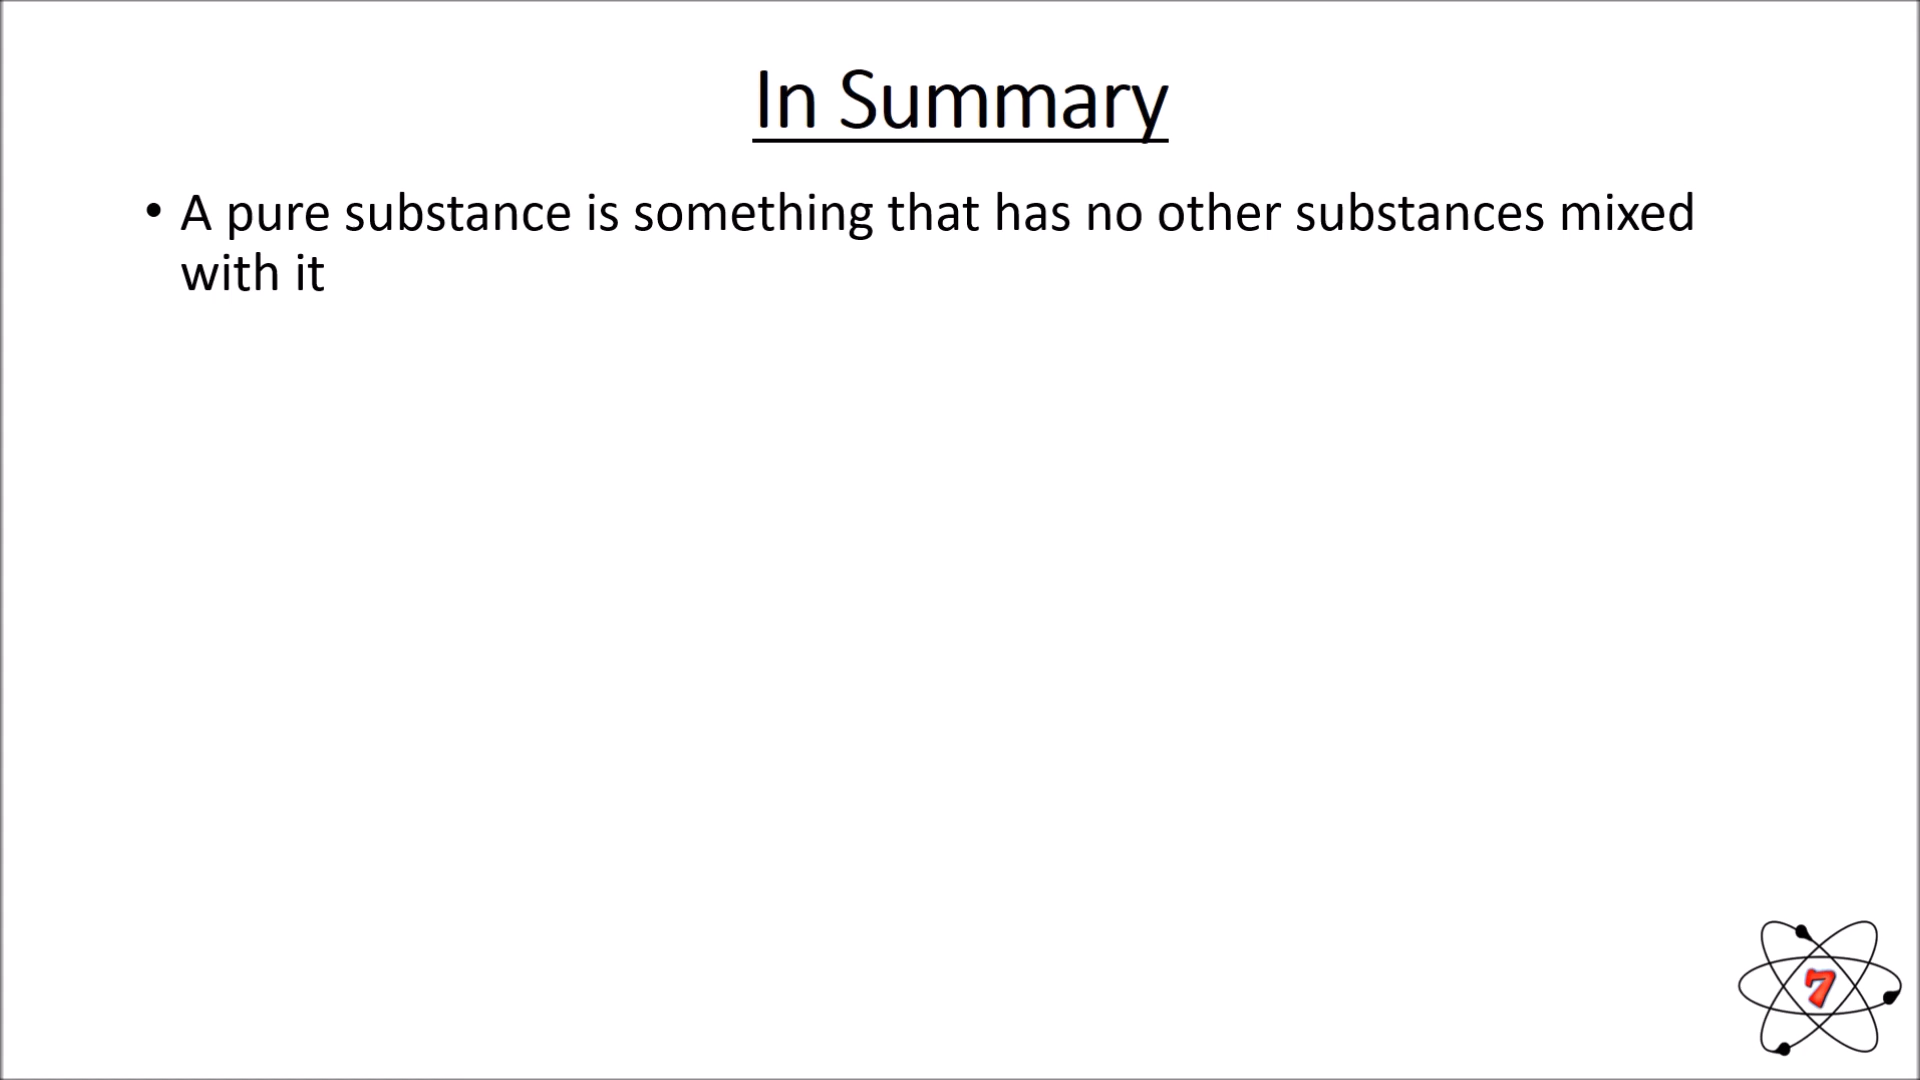 In Summary
• A pure substance is something that has no other substances mixed
with it
7